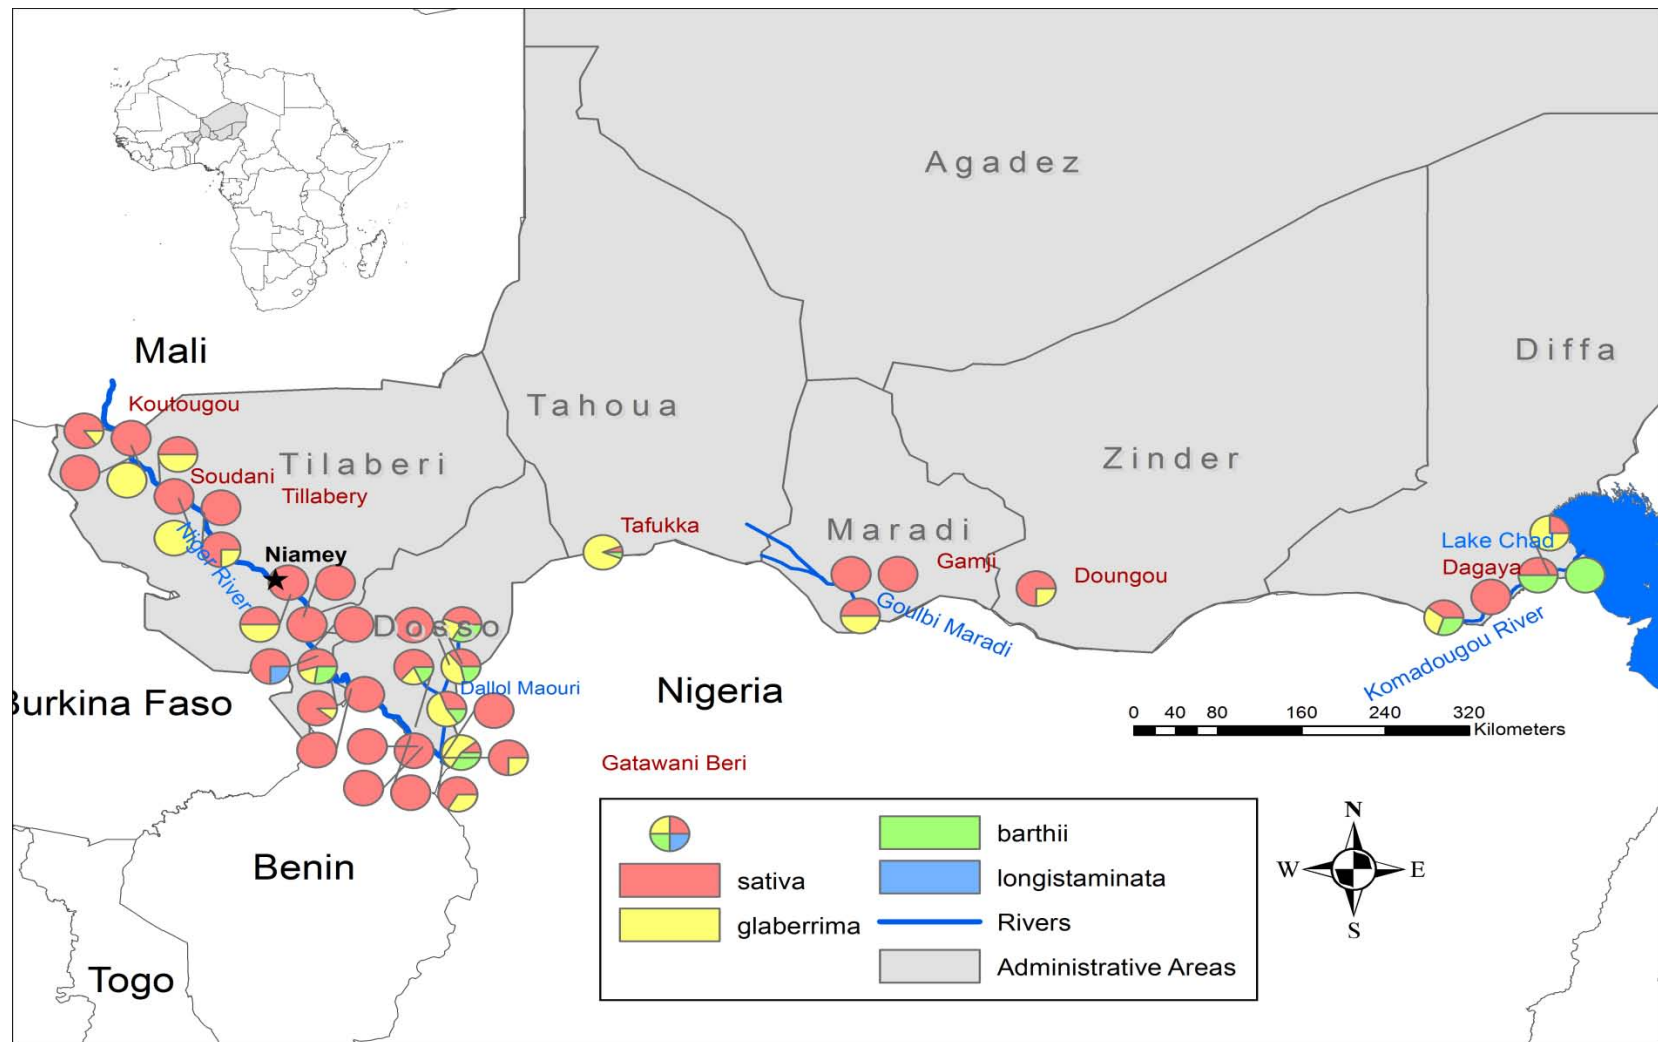 Agadez
Mali
Diffa
Koutougou
Tahoua
Tilaberi
Zinder
Soudani
Tillabery
Tafukka
Maradi
Niger River
Niamey
Lake Chad
Gamji
Doungou
Dagaya
Goulbi Maradi
Dosso
Komadougou River
Dallol Maouri
Nigeria
Burkina Faso
0 40 80 160 240 320
Kilometers
Gatawani Beri
barthii
sativa
longistaminata
glaberrima
Rivers
Administrative Areas
N
W
E
S
Benin
Togo